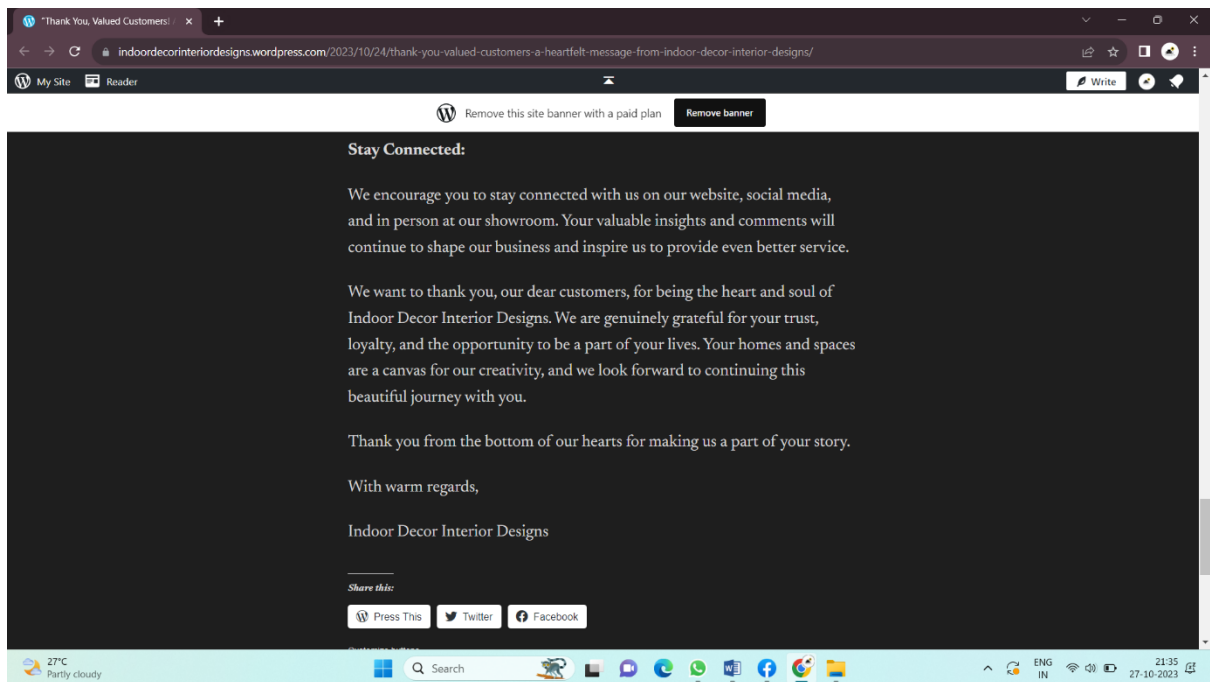 "Thank You, Valued Customers!
indoordecorinteriordesigns.wordpress.com/2023/10/24/thank-you-valued-customers-a-heartfelt-message-from-indoor-decor-interior-designs/
My Site Reader Write
Remove this site banner with a paid plan Remove banner
Stay Connected:
We encourage you to stay connected with us on our website, social media,
and in person at our showroom. Your valuable insights and comments will
continue to shape our business and inspire us to provide even better service.
We want to thank you, our dear customers, for being the heart and soul of
Indoor Decor Interior Designs. We are genuinely grateful for your trust,
loyalty, and the opportunity to be a part of your lives. Your homes and spaces
are a canvas for our creativity, and we look forward to continuing this
beautiful journey with you.
Thank you from the bottom of our hearts for making us a part of your story.
With warm regards,
Indoor Decor Interior Designs
Share this:
Press This Twitter Facebook
27°C
Partly cloudy
Search
ENG
IN
21:35
27-10-2023